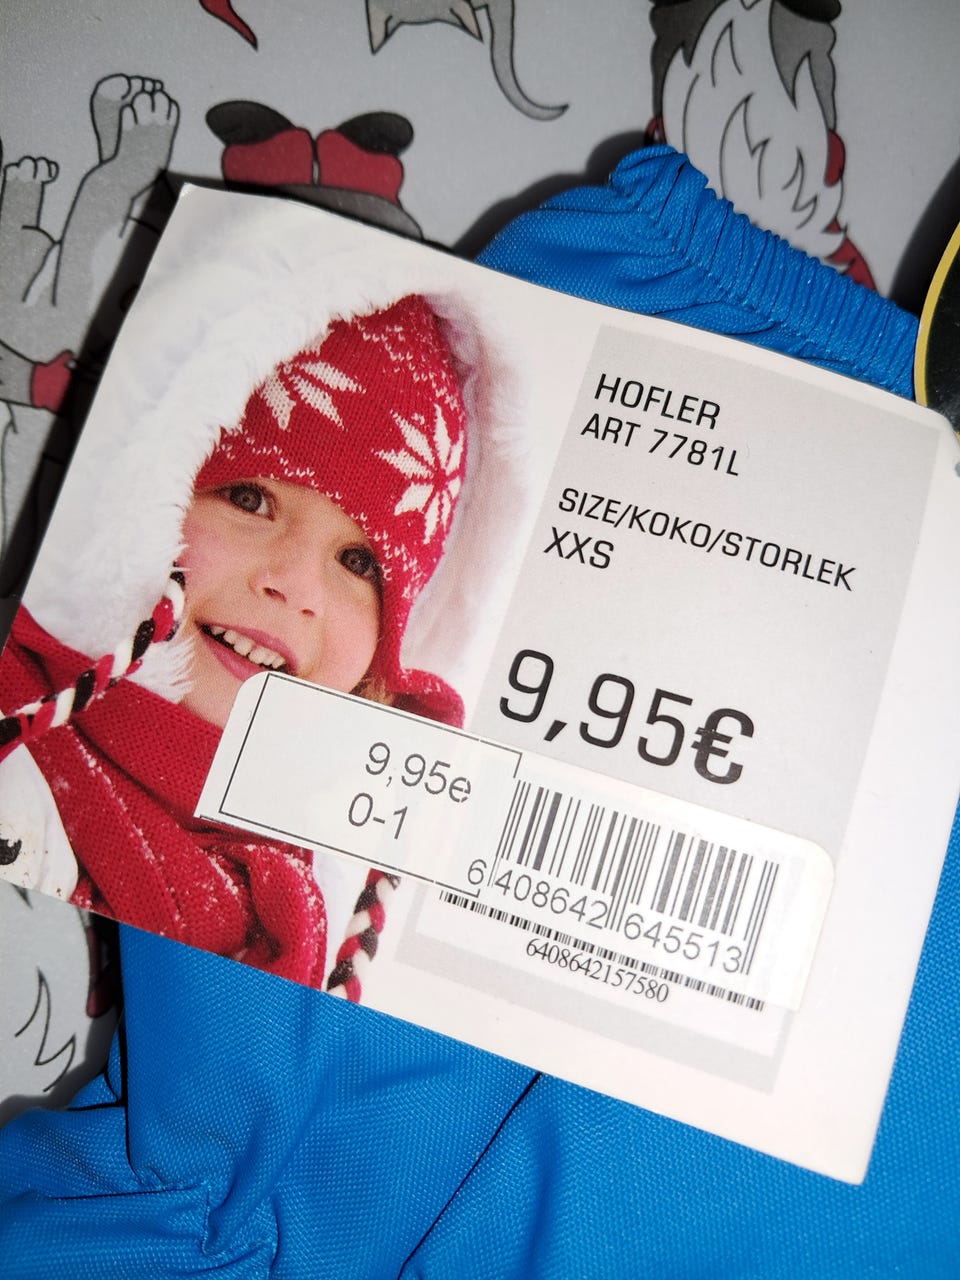 HOFLER
ART 7781L
SIZE/KOKO/STORLEK
XXS
9,95€
9,95e
0-1
6 408642 645513
6408642157580